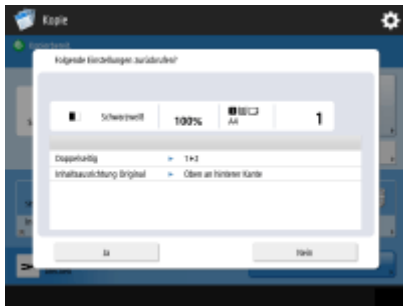 Kopie
Folgende Einstellungen zurückrufen?
Schwarzweiß
100%
A4
1
Doppelseitig ► 1►2
Inhaltsausrichtung Original ► Oben an hinterer Kante
Ja
Nein